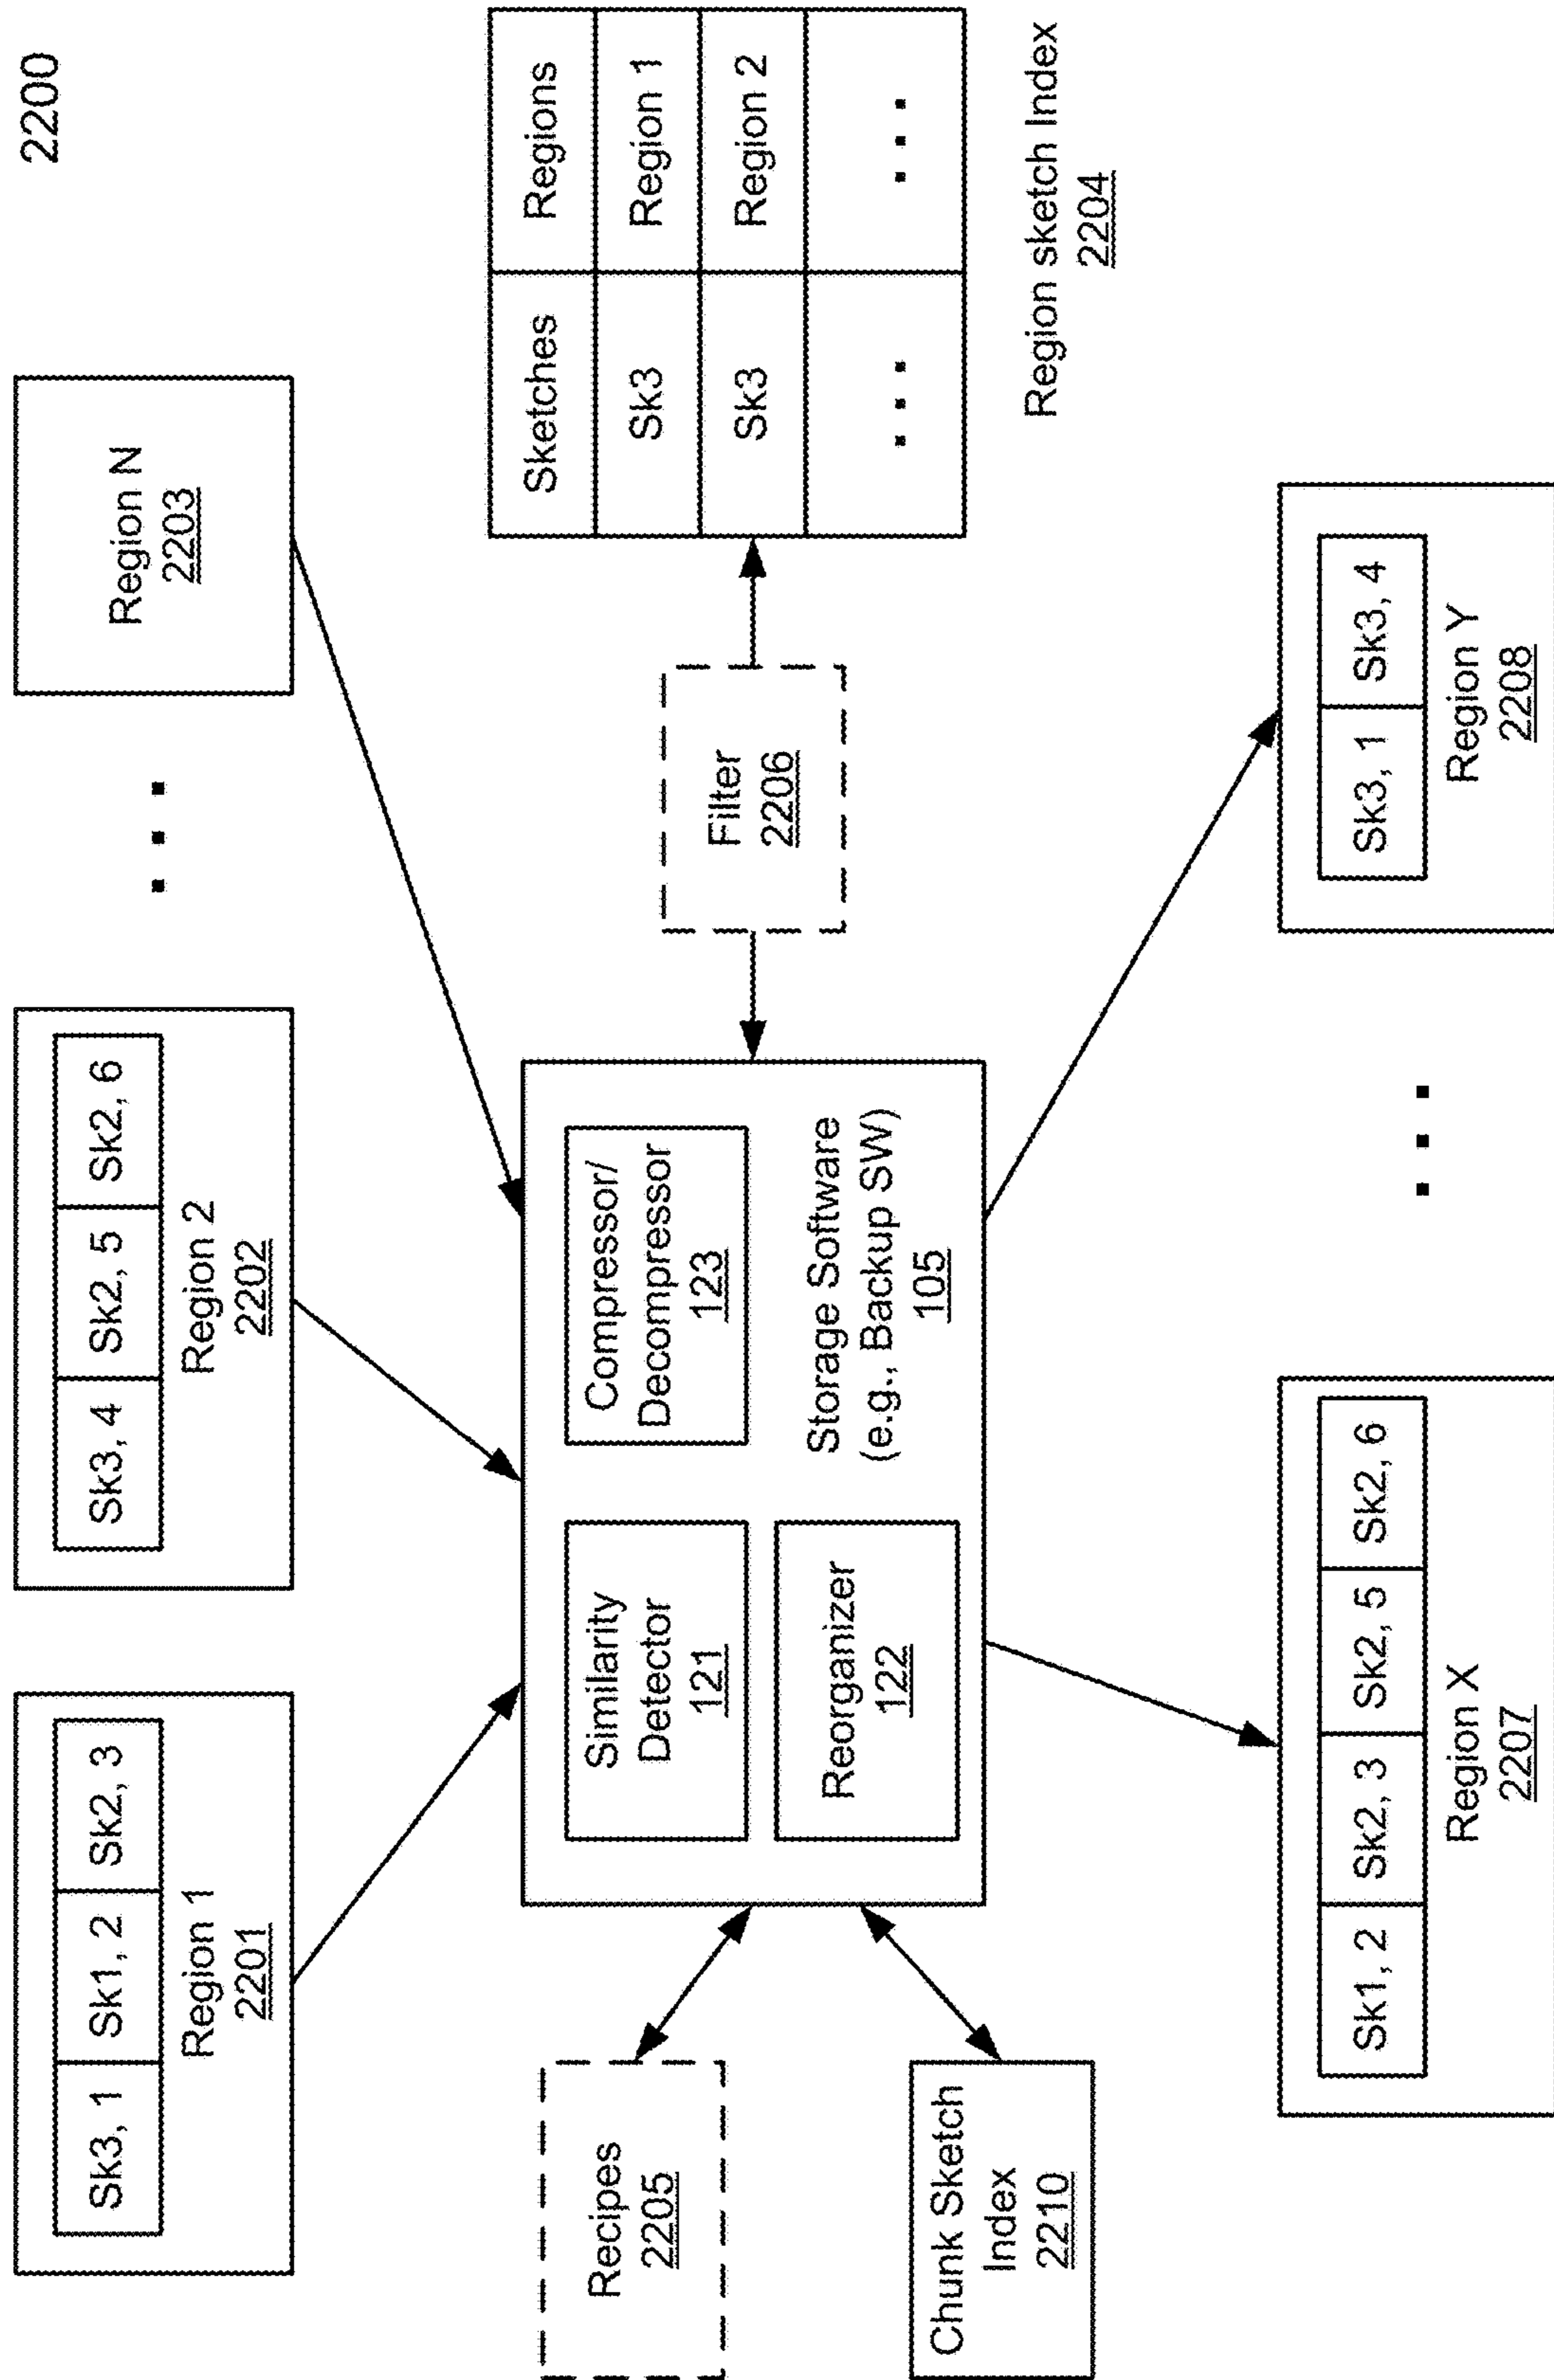 2200
Sk3, 1 Sk1, 2 Sk2, 3
Region 1
2201
Sk3, 4 Sk2, 5 Sk2, 6
Region 2
2202
. . .
Region N
2203
Recipes
2205
Chunk Sketch
Index
2210
Similarity
Detector
121
Reorganizer
122
Compressor/
Decompressor
123
Storage Software
(e.g., Backup SW)
105
Filter
2206
Sketches Regions
Sk3 Region 1
Sk3 Region 2
. . . . . .
Region sketch Index
2204
Sk1, 2 Sk2, 3 Sk2, 5 Sk2, 6
Region X
2207
. . .
Sk3, 1 Sk3, 4
Region Y
2208